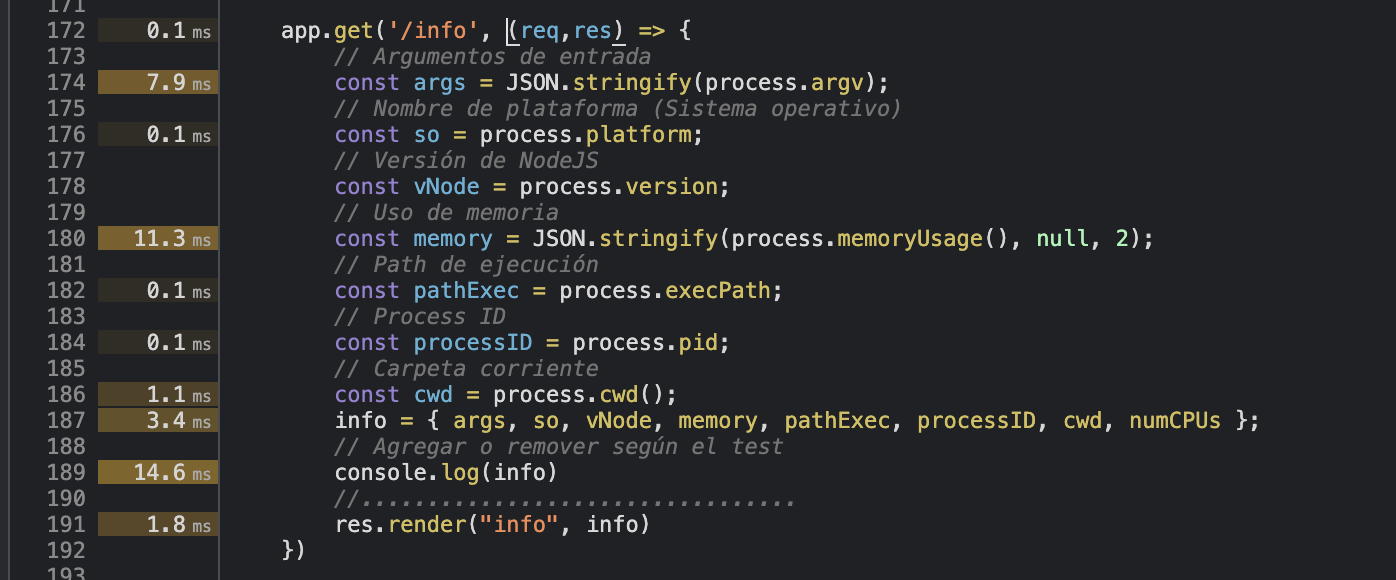 171
172 0.1 ms app.get('/info', (req,res) => {
173 // Argumentos de entrada
174 7.9 ms const args = JSON.stringify(process.argv);
175 // Nombre de plataforma (Sistema operativo)
176 0.1 ms const so = process.platform;
177 // Versión de NodeJS
178 const vNode = process.version;
179 // Uso de memoria
180 11.3 ms const memory = JSON.stringify(process.memoryUsage(), null, 2);
181 // Path de ejecución
182 0.1 ms const pathExec = process.execPath;
183 // Process ID
184 0.1 ms const processID = process.pid;
185 // Carpeta corriente
186 1.1 ms const cwd = process.cwd();
187 3.4 ms info = { args, so, vNode, memory, pathExec, processID, cwd, numCPUs };
188 // Agregar o remover según el test
189 14.6 ms console.log(info)
190 //.................................
191 1.8 ms res.render("info", info)
192 })
193